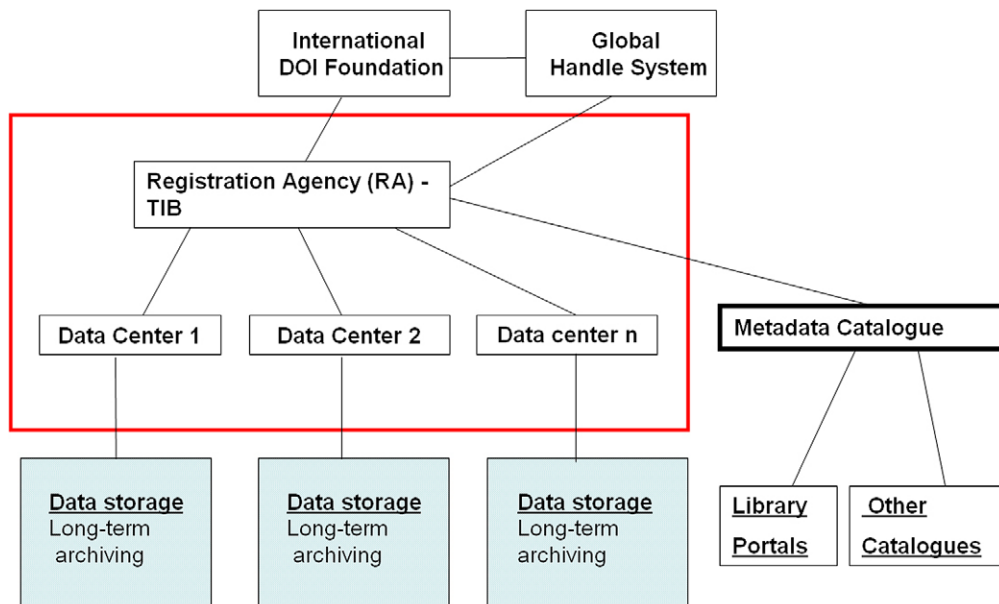 International
DOI Foundation
Global
Handle System
Registration Agency (RA) -
TIB
Data Center 1
Data Center 2
Data center n
Metadata Catalogue
Data storage
Long-term
archiving
Data storage
Long-term
archiving
Data storage
Long-term
archiving
Library
Portals
Other
Catalogues